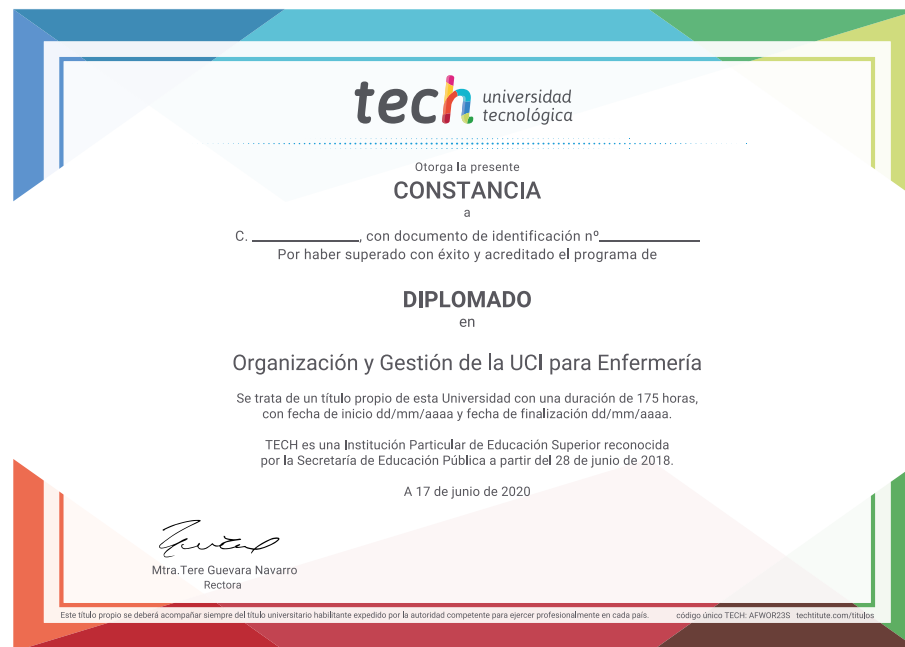 tech universidad
tecnológica
Otorga la presente
CONSTANCIA
a
C. ______________, con documento de identificación nº______________
Por haber superado con éxito y acreditado el programa de
DIPLOMADO
en
Organización y Gestión de la UCI para Enfermería
Se trata de un título propio de esta Universidad con una duración de 175 horas,
con fecha de inicio dd/mm/aaaa y fecha de finalización dd/mm/aaaa.
TECH es una Institución Particular de Educación Superior reconocida
por la Secretaría de Educación Pública a partir del 28 de junio de 2018.
A 17 de junio de 2020
Mtra.Tere Guevara Navarro
Rectora
Este título propio se deberá acompañar siempre del título universitario habilitante expedido por la autoridad competente para ejercer profesionalmente en cada país. código único TECH: AFWOR23S techtitute.com/titulos